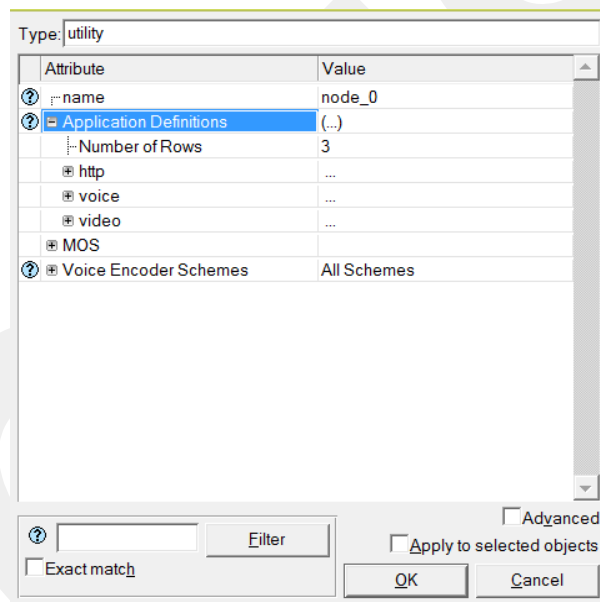 Type: utility
Attribute Value
name node_0
Application Definitions (...)
Number of Rows 3
http ...
voice ...
video ...
MOS
Voice Encoder Schemes All Schemes
Advanced
Filter
Apply to selected objects
Exact match
OK Cancel